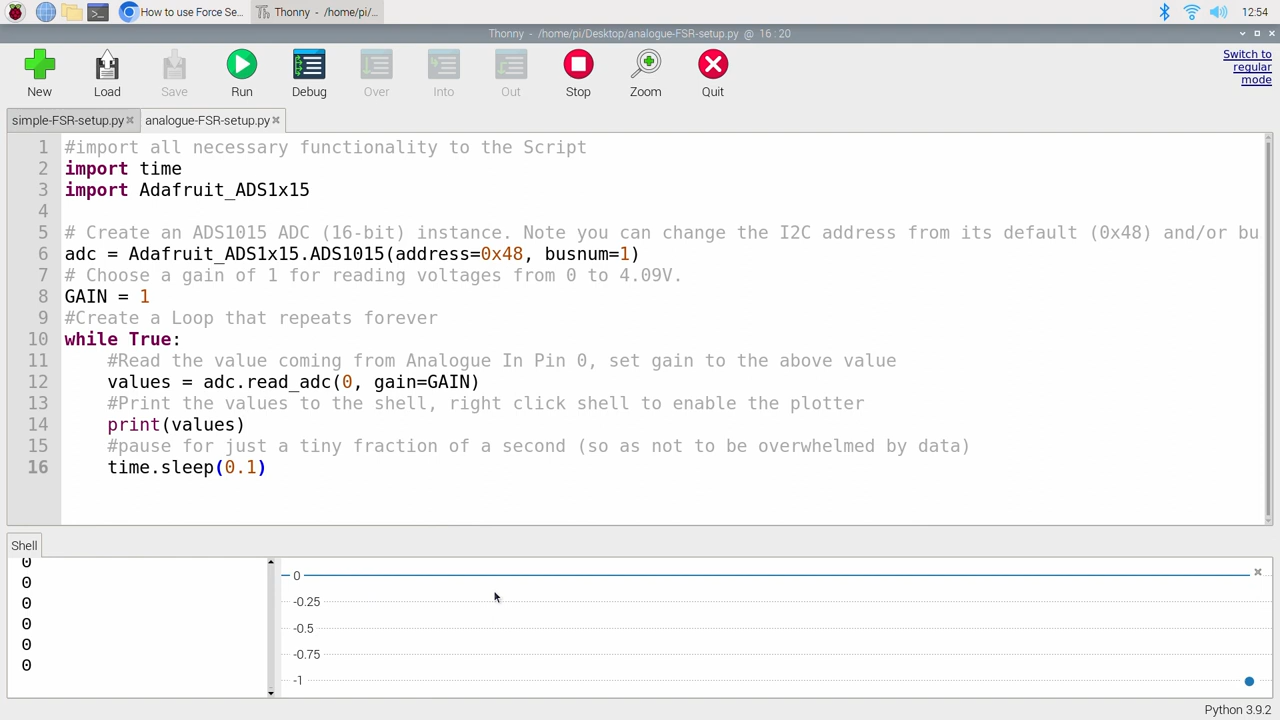 How to use Force Se...
Thonny - /home/pi/...
12:54
Thonny - /home/pi/Desktop/analogue-FSR-setup.py @ 16 : 20
New
Load
Save
Run
Debug
Over
Into
Out
Stop
Zoom
Quit
Switch to
regular
mode
simple-FSR-setup.py
analogue-FSR-setup.py
1 #import all necessary functionality to the Script
2 import time
3 import Adafruit_ADS1x15
4
5 # Create an ADS1015 ADC (16-bit) instance. Note you can change the I2C address from its default (0x48) and/or bu
6 adc = Adafruit_ADS1x15.ADS1015(address=0x48, busnum=1)
7 # Choose a gain of 1 for reading voltages from 0 to 4.09V.
8 GAIN = 1
9 #Create a Loop that repeats forever
10 while True:
11 #Read the value coming from Analogue In Pin 0, set gain to the above value
12 values = adc.read_adc(0, gain=GAIN)
13 #Print the values to the shell, right click shell to enable the plotter
14 print(values)
15 #pause for just a tiny fraction of a second (so as not to be overwhelmed by data)
16 time.sleep(0.1)
Shell
0
0
0
0
0
0
0
-0.25
-0.5
-0.75
-1
Python 3.9.2